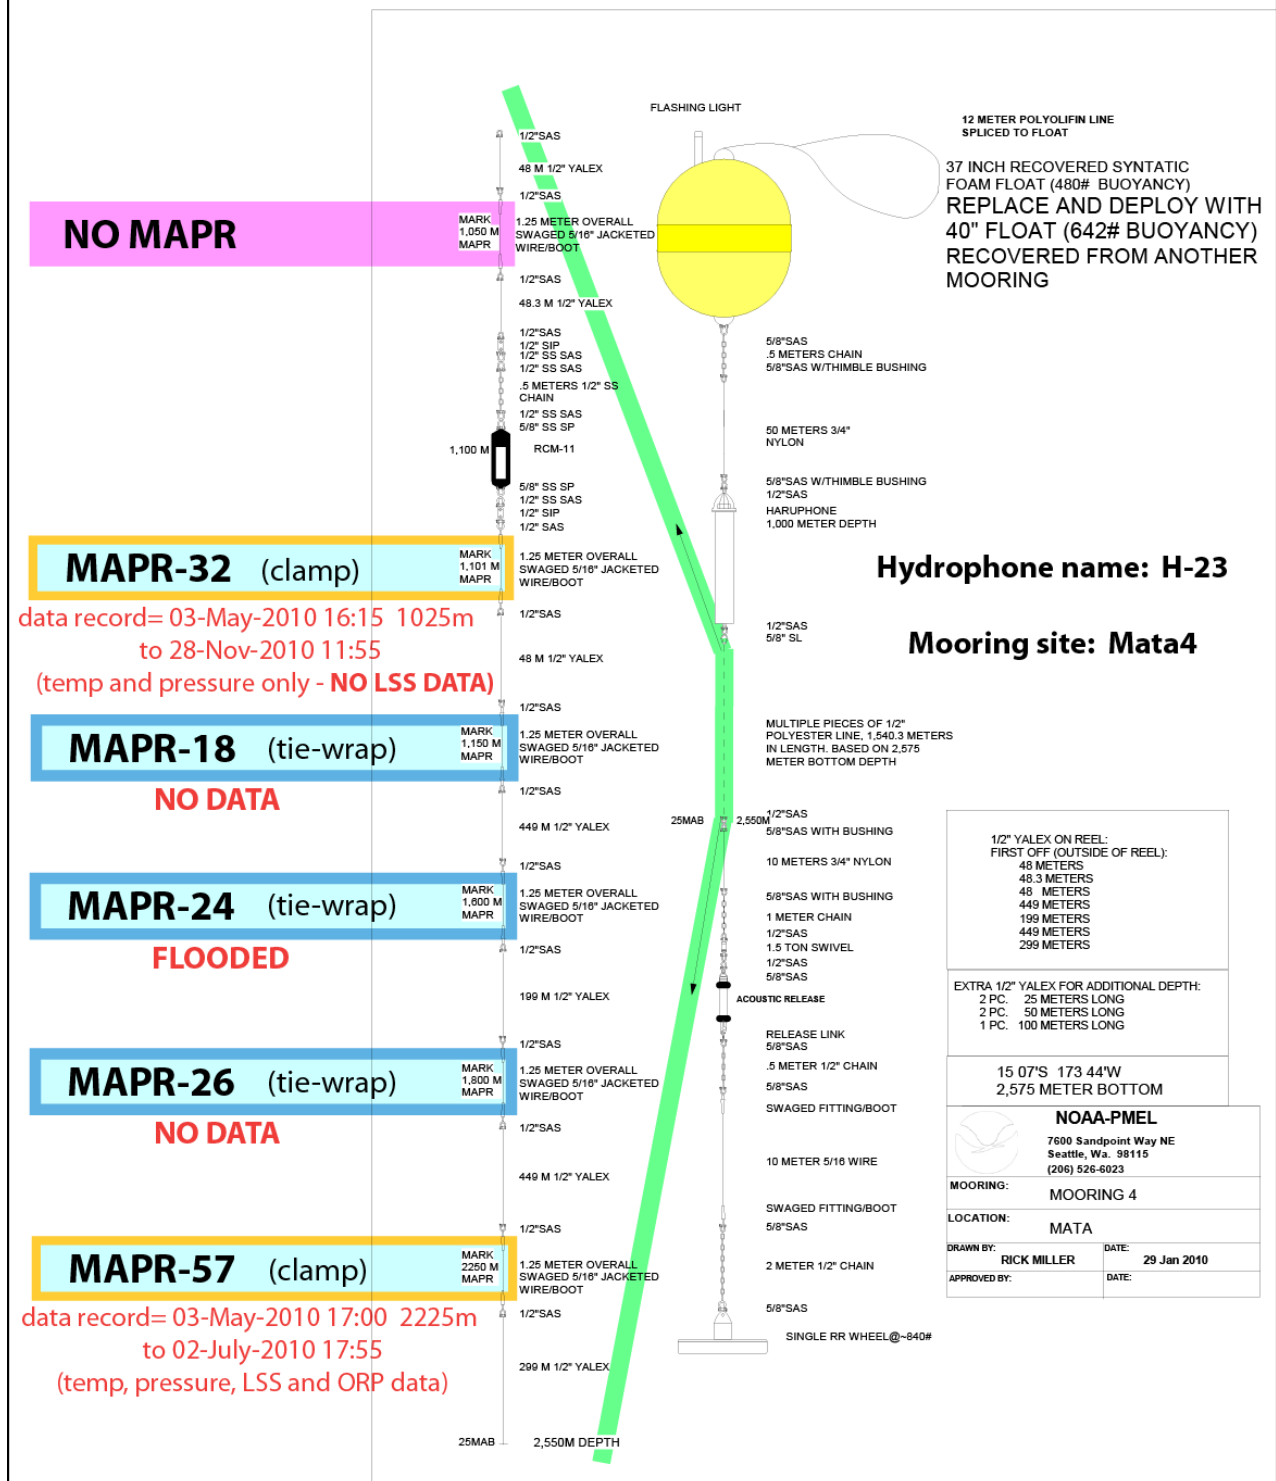 FLASHING LIGHT
12 METER POLYOLIFIN LINE
SPLICED TO FLOAT
37 INCH RECOVERED SYNTATIC
FOAM FLOAT (480# BUOYANCY)
REPLACE AND DEPLOY WITH
40" FLOAT (642# BUOYANCY)
RECOVERED FROM ANOTHER
MOORING
1/2"SAS
48 M 1/2" YALEX
1/2"SAS
NO MAPR
MARK
1,050 M
MAPR
1.25 METER OVERALL
SWAGED 5/16" JACKETED
WIRE/BOOT
1/2"SAS
48.3 M 1/2" YALEX
1/2"SAS
1/2" SIP
1/2" SS SAS
1/2" SS SAS
.5 METERS 1/2" SS
CHAIN
1/2" SS SAS
5/8" SS SP
1,100 M
RCM-11
5/8" SS SP
1/2" SS SAS
1/2" SIP
1/2" SAS
MAPR-32 (clamp)
MARK
1,101 M
MAPR
1.25 METER OVERALL
SWAGED 5/16" JACKETED
WIRE/BOOT
data record= 03-May-2010 16:15 1025m
to 28-Nov-2010 11:55
(temp and pressure only - NO LSS DATA)
1/2"SAS
48 M 1/2" YALEX
1/2"SAS
MAPR-18 (tie-wrap)
MARK
1,150 M
MAPR
1.25 METER OVERALL
SWAGED 5/16" JACKETED
WIRE/BOOT
NO DATA
1/2"SAS
449 M 1/2" YALEX
1/2"SAS
MAPR-24 (tie-wrap)
MARK
1,600 M
MAPR
1.25 METER OVERALL
SWAGED 5/16" JACKETED
WIRE/BOOT
FLOODED
1/2"SAS
199 M 1/2" YALEX
1/2"SAS
MAPR-26 (tie-wrap)
MARK
1,800 M
MAPR
1.25 METER OVERALL
SWAGED 5/16" JACKETED
WIRE/BOOT
NO DATA
1/2"SAS
449 M 1/2" YALEX
1/2"SAS
MAPR-57 (clamp)
MARK
2250 M
MAPR
1.25 METER OVERALL
SWAGED 5/16" JACKETED
WIRE/BOOT
data record= 03-May-2010 17:00 2225m
to 02-July-2010 17:55
(temp, pressure, LSS and ORP data)
1/2"SAS
299 M 1/2" YALEX
25MAB
2,550M DEPTH
5/8"SAS
.5 METERS CHAIN
5/8"SAS W/THIMBLE BUSHING
50 METERS 3/4"
NYLON
5/8"SAS W/THIMBLE BUSHING
1/2"SAS
HARUPHONE
1,000 METER DEPTH
Hydrophone name: H-23
1/2"SAS
5/8" SL
Mooring site: Mata4
MULTIPLE PIECES OF 1/2"
POLYESTER LINE, 1,540.3 METERS
IN LENGTH. BASED ON 2,575
METER BOTTOM DEPTH
1/2"SAS
25MAB
2,550M
5/8"SAS WITH BUSHING
10 METERS 3/4" NYLON
5/8"SAS WITH BUSHING
1 METER CHAIN
1/2"SAS
1.5 TON SWIVEL
1/2"SAS
5/8"SAS
ACOUSTIC RELEASE
RELEASE LINK
5/8"SAS
.5 METER 1/2" CHAIN
5/8"SAS
SWAGED FITTING/BOOT
10 METER 5/16 WIRE
SWAGED FITTING/BOOT
5/8"SAS
2 METER 1/2" CHAIN
5/8"SAS
SINGLE RR WHEEL@~840#
1/2" YALEX ON REEL:
FIRST OFF (OUTSIDE OF REEL):
48 METERS
48.3 METERS
48 METERS
449 METERS
199 METERS
449 METERS
299 METERS
EXTRA 1/2" YALEX FOR ADDITIONAL DEPTH:
2 PC. 25 METERS LONG
2 PC. 50 METERS LONG
1 PC. 100 METERS LONG
15 07'S 173 44'W
2,575 METER BOTTOM
NOAA-PMEL
7600 Sandpoint Way NE
Seattle, Wa. 98115
(206) 526-6023
MOORING: MOORING 4
LOCATION: MATA
DRAWN BY: RICK MILLER
DATE: 29 Jan 2010
APPROVED BY:
DATE: